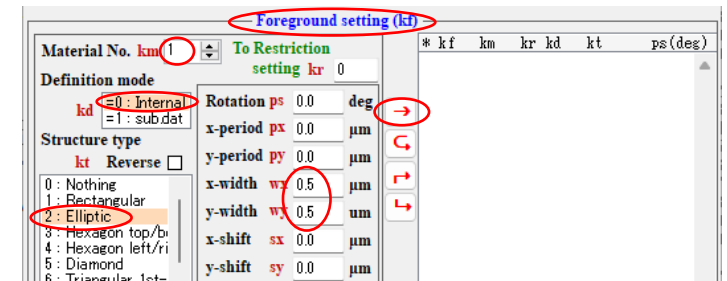 Foreground setting (kf)
Material No. km 1
To Restriction
setting kr 0
* kf km kr kd kt ps(deg)
Definition mode
kd =0 : Internal
=1 : sub.dat
Structure type
kt Reverse
0 : Nothing
1 : Rectangular
2 : Elliptic
3 : Hexagon top/b
4 : Hexagon left/ri
5 : Diamond
6 : Triangular 1st-
Rotation ps 0.0 deg
x-period px 0.0 µm
y-period py 0.0 µm
x-width wx 0.5 µm
y-width wy 0.5 µm
x-shift sx 0.0 µm
y-shift sy 0.0 µm